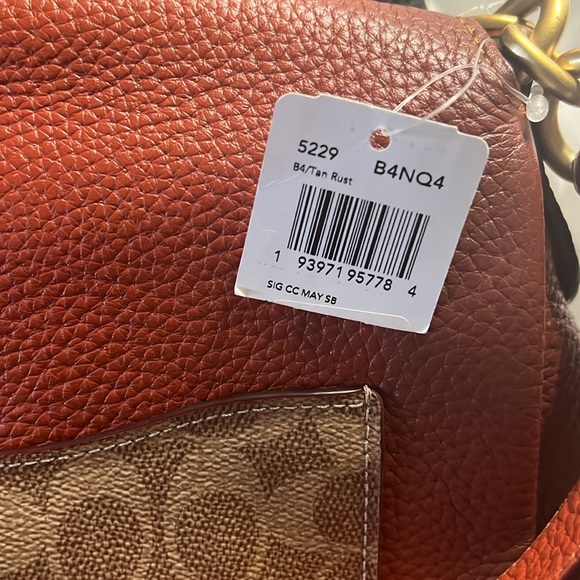 5229 B4NQ4
B4/Tan Rust
1 93971 95778 4
SIG CC MAY SB